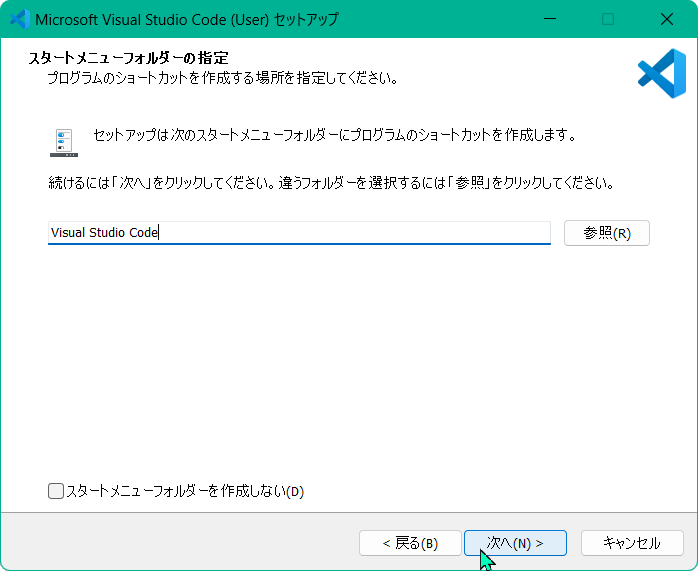 Microsoft Visual Studio Code (User) セットアップ
スタートメニューフォルダーの指定
プログラムのショートカットを作成する場所を指定してください。
セットアップは次のスタートメニューフォルダーにプログラムのショートカットを作成します。
続けるには「次へ」をクリックしてください。違うフォルダーを選択するには「参照」をクリックしてください。
Visual Studio Code
参照(R)
スタートメニューフォルダーを作成しない(D)
< 戻る(B)
次へ(N) >
キャンセル